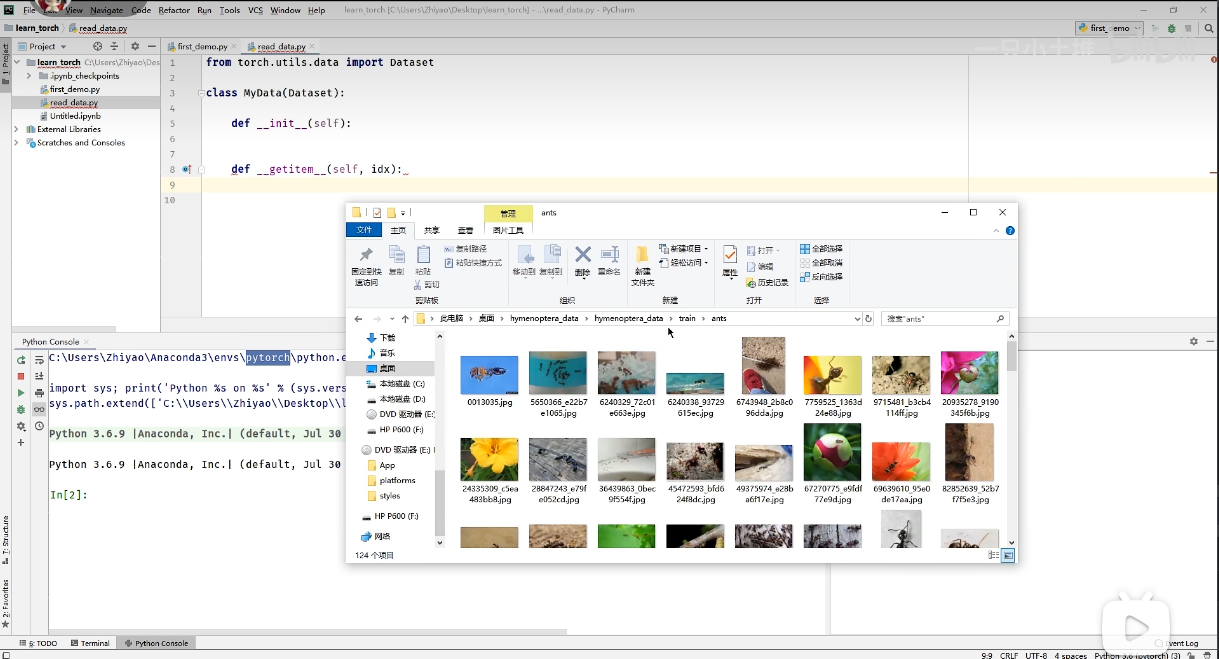 File View Navigate Code Refactor Run Tools VCS Window Help learn_torch [C:\Users\Zhiyao\Desktop\learn_torch] - ...\read_data.py - PyCharm
learn_torch read_data.py first_demo
一只小土堆 bilibili
1: Project
Project first_demo.py read_data.py
learn_torch C:\Users\Zhiyao\Des
.ipynb_checkpoints
first_demo.py
read_data.py
Untitled.ipynb
External Libraries
Scratches and Consoles
1 from torch.utils.data import Dataset
2
3 class MyData(Dataset):
4
5 def __init__(self):
6
7
8 def __getitem__(self, idx):
9
10
管理 ants
文件 主页 共享 查看 图片工具
固定到快速访问 复制 粘贴 复制路径 粘贴快捷方式 剪切
移动到 复制到 删除 重命名
新建文件夹 新建项目 轻松访问
属性 打开 编辑 历史记录
全部选择 全部取消 反向选择
剪贴板 组织 新建 打开 选择
此电脑 桌面 hymenoptera_data hymenoptera_data train ants 搜索"ants"
下载
音乐
桌面
本地磁盘 (C:)
本地磁盘 (D:)
DVD 驱动器 (E:)
HP P600 (F:)
DVD 驱动器 (E:)
App
platforms
styles
HP P600 (F:)
网络
0013035.jpg 5650366_e22b7e1065.jpg 6240329_72c01e663e.jpg 6240338_93729615ec.jpg 6743948_2b8c096dda.jpg 7759525_1363d24e88.jpg 9715481_b3cb4114ff.jpg 20935278_9190345f6b.jpg
24335309_c5ea483bb8.jpg 28847243_e79fe052cd.jpg 36439863_0bec9f554f.jpg 45472593_bfd624f8dc.jpg 49375974_e28ba6f17e.jpg 67270775_e9fdf77e9d.jpg 69639610_95e0de17aa.jpg 82852639_52b7f7f5e3.jpg
124 个项目
Python Console
C:\Users\Zhiyao\Anaconda3\envs\pytorch\python.e
import sys; print('Python %s on %s' % (sys.vers
sys.path.extend(['C:\\Users\\Zhiyao\\Desktop\\l
Python 3.6.9 |Anaconda, Inc.| (default, Jul 30
Python 3.6.9 |Anaconda, Inc.| (default, Jul 30
In[2]:
7: Structure
2: Favorites
6: TODO Terminal Python Console Event Log
9:9 CRLF UTF-8 4 spaces Python 3.6 (pytorch) (3)